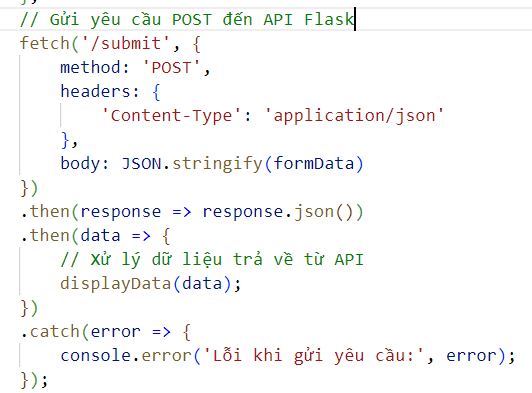 };
// Gửi yêu cầu POST đến API Flask
fetch('/submit', {
    method: 'POST',
    headers: {
        'Content-Type': 'application/json'
    },
    body: JSON.stringify(formData)
})
.then(response => response.json())
.then(data => {
    // Xử lý dữ liệu trả về từ API
    displayData(data);
})
.catch(error => {
    console.error('Lỗi khi gửi yêu cầu:', error);
});